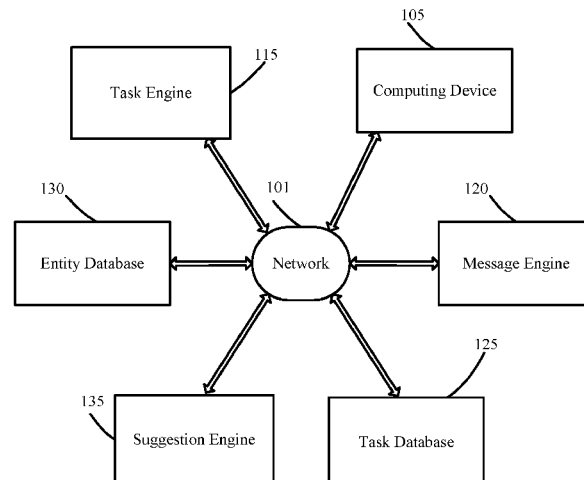 105
115
Task Engine
Computing Device
130
101
120
Entity Database
Network
Message Engine
125
135
Suggestion Engine
Task Database